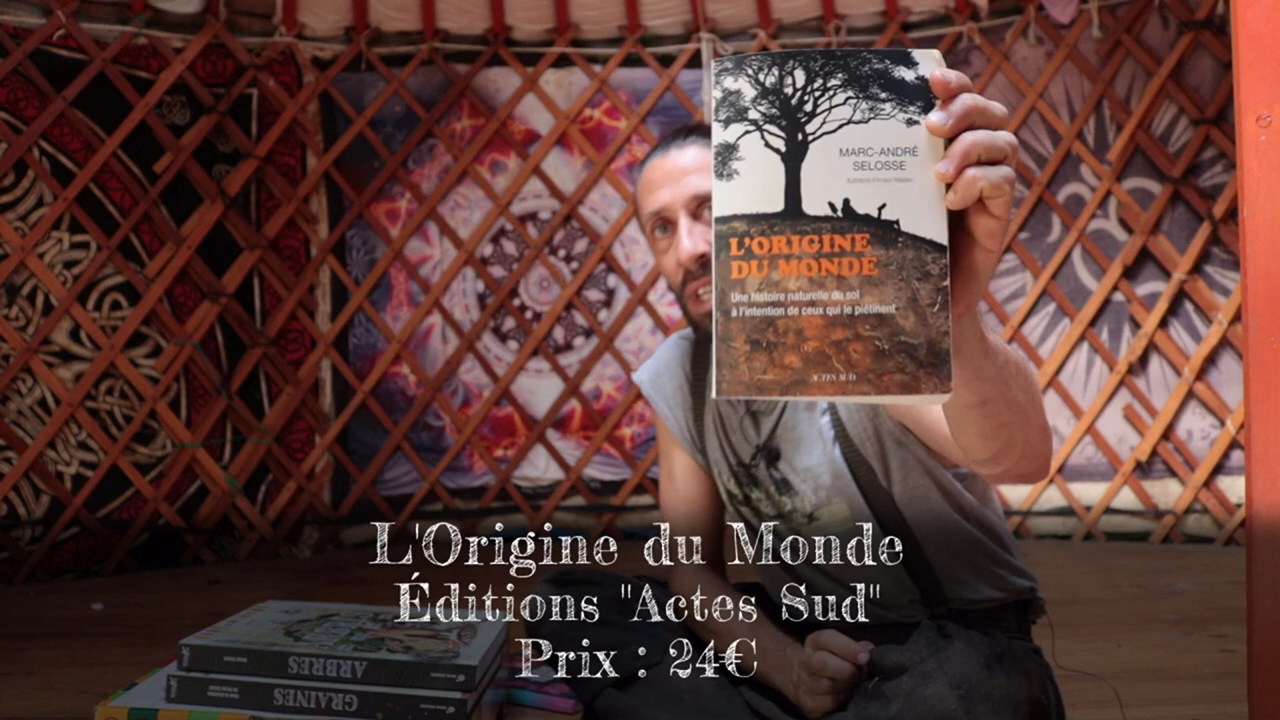 MARC-ANDRÉ
SELOSSE
L'ORIGINE
DU MONDE
Une histoire naturelle du sol
à l'intention de ceux qui le piétinent
ACTES SUD
L'Origine du Monde
Éditions "Actes Sud"
Prix : 24€
ARBRES
GRAINES